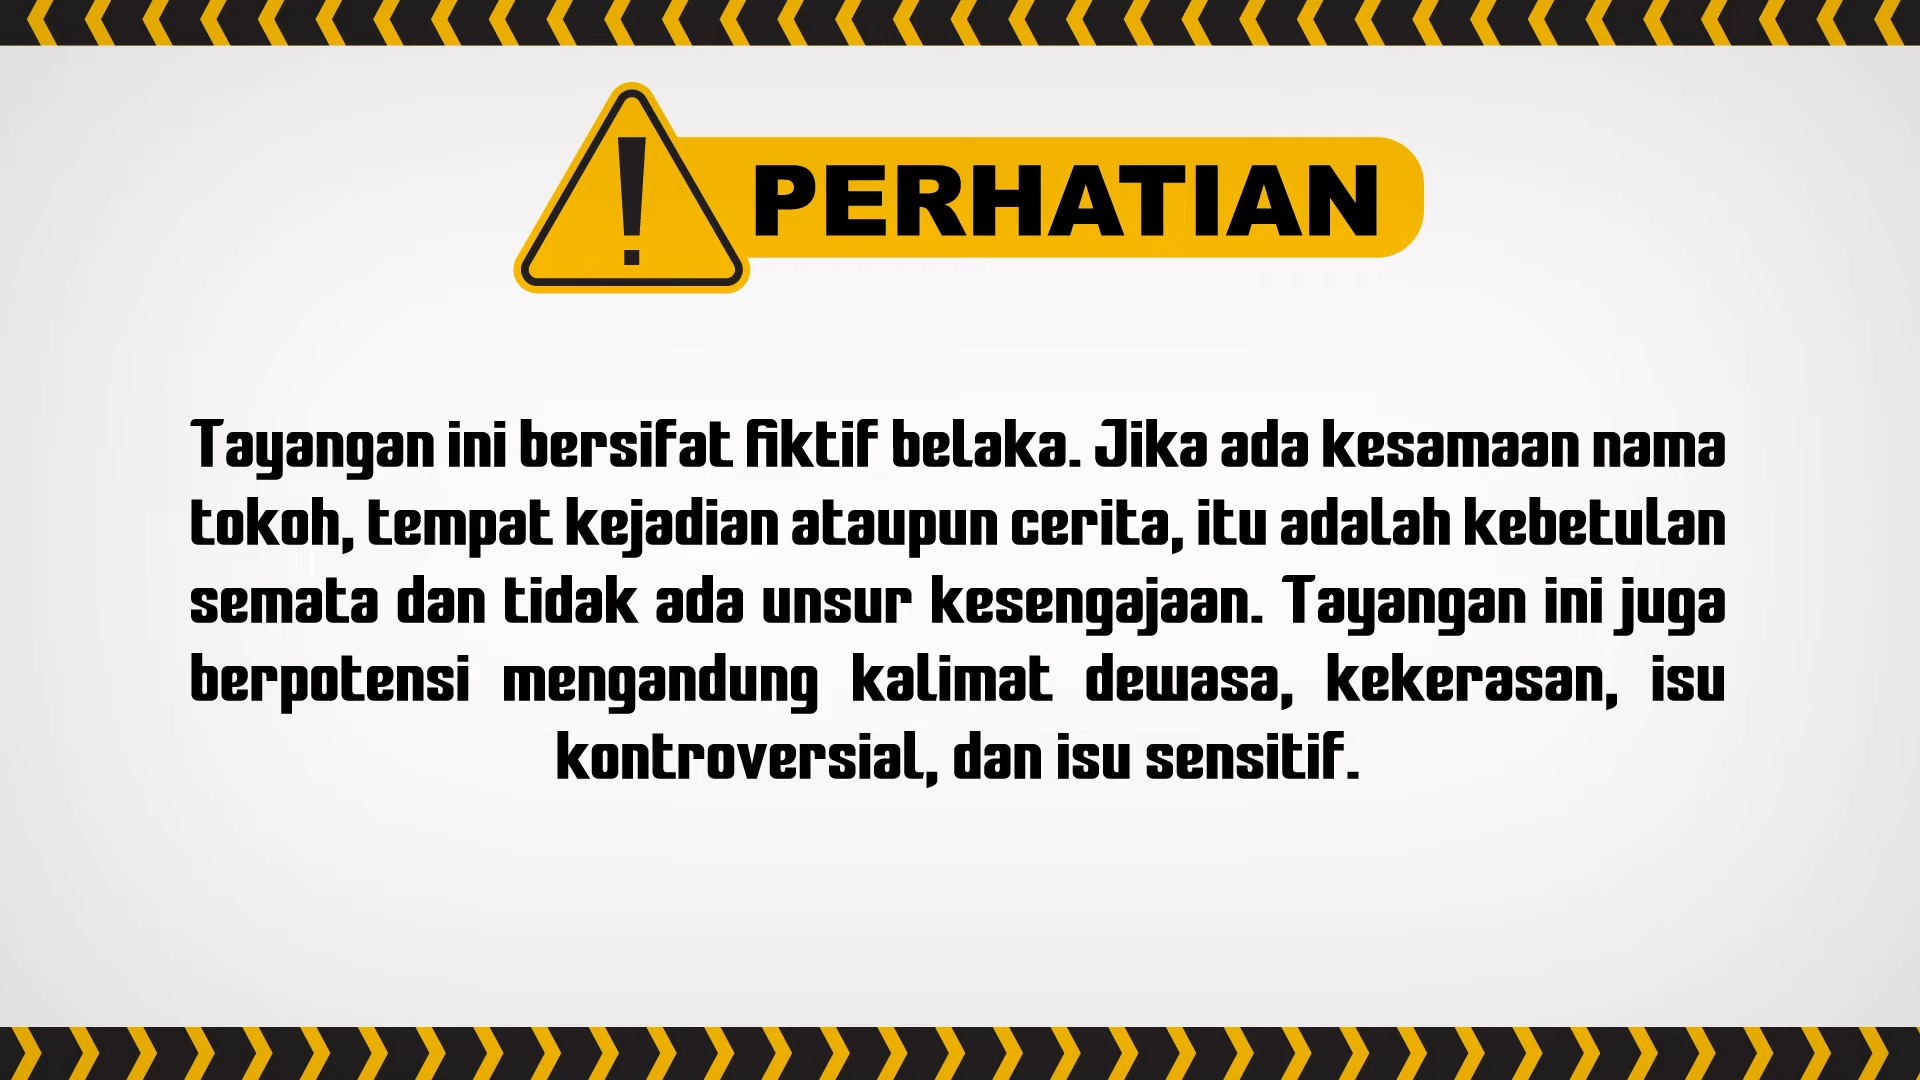 PERHATIAN
Tayangan ini bersifat fiktif belaka. Jika ada kesamaan nama
tokoh, tempat kejadian ataupun cerita, itu adalah kebetulan
semata dan tidak ada unsur kesengajaan. Tayangan ini juga
berpotensi mengandung kalimat dewasa, kekerasan, isu
kontroversial, dan isu sensitif.